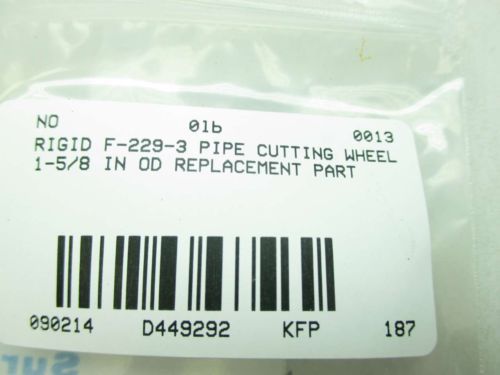 NO 01b 0013
RIGID F-229-3 PIPE CUTTING WHEEL
1-5/8 IN OD REPLACEMENT PART
090214 D449292 KFP 187
Sur